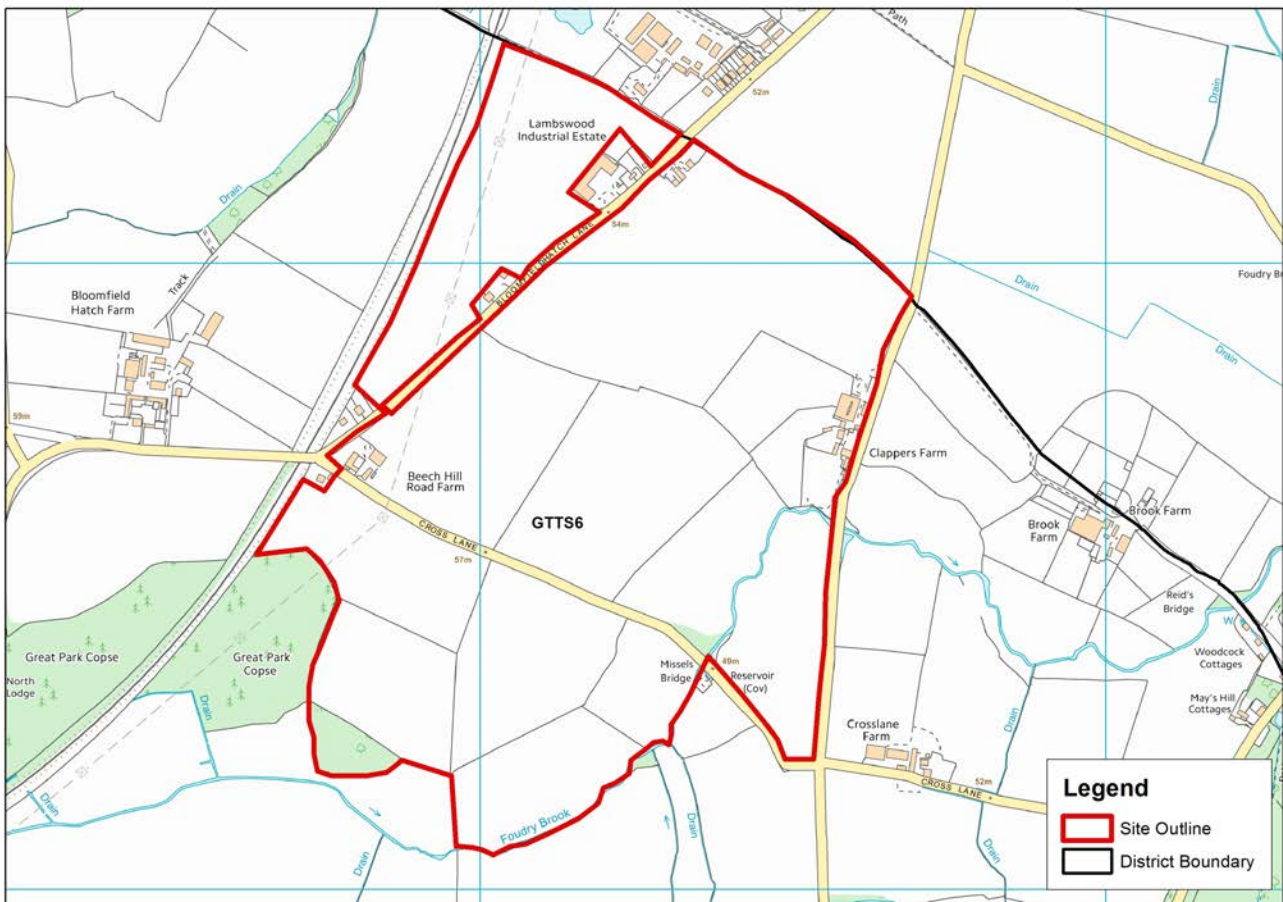 Path
52m
Drain
Lambswood
Industrial Estate
Drain
54m
BLOOMFIELDHATCH LANE
Track
Bloomfield
Hatch Farm
Drain
Foudry Br
Drain
59m
Clappers Farm
Beech Hill
Road Farm
GTTS6
CROSS LANE
57m
Brook Farm
Brook
Farm
Reid's
Bridge
W
Woodcock
Cottages
Great Park Copse
Great Park
Copse
North
Lodge
Missels
Bridge
49m
Reservoir
(Cov)
May's Hill
Cottages
Drain
Drain
Crosslane
Farm
52m
CROSS LANE
Drain
Foudry Brook
Drain
Drain
Drain
Legend
Site Outline
District Boundary